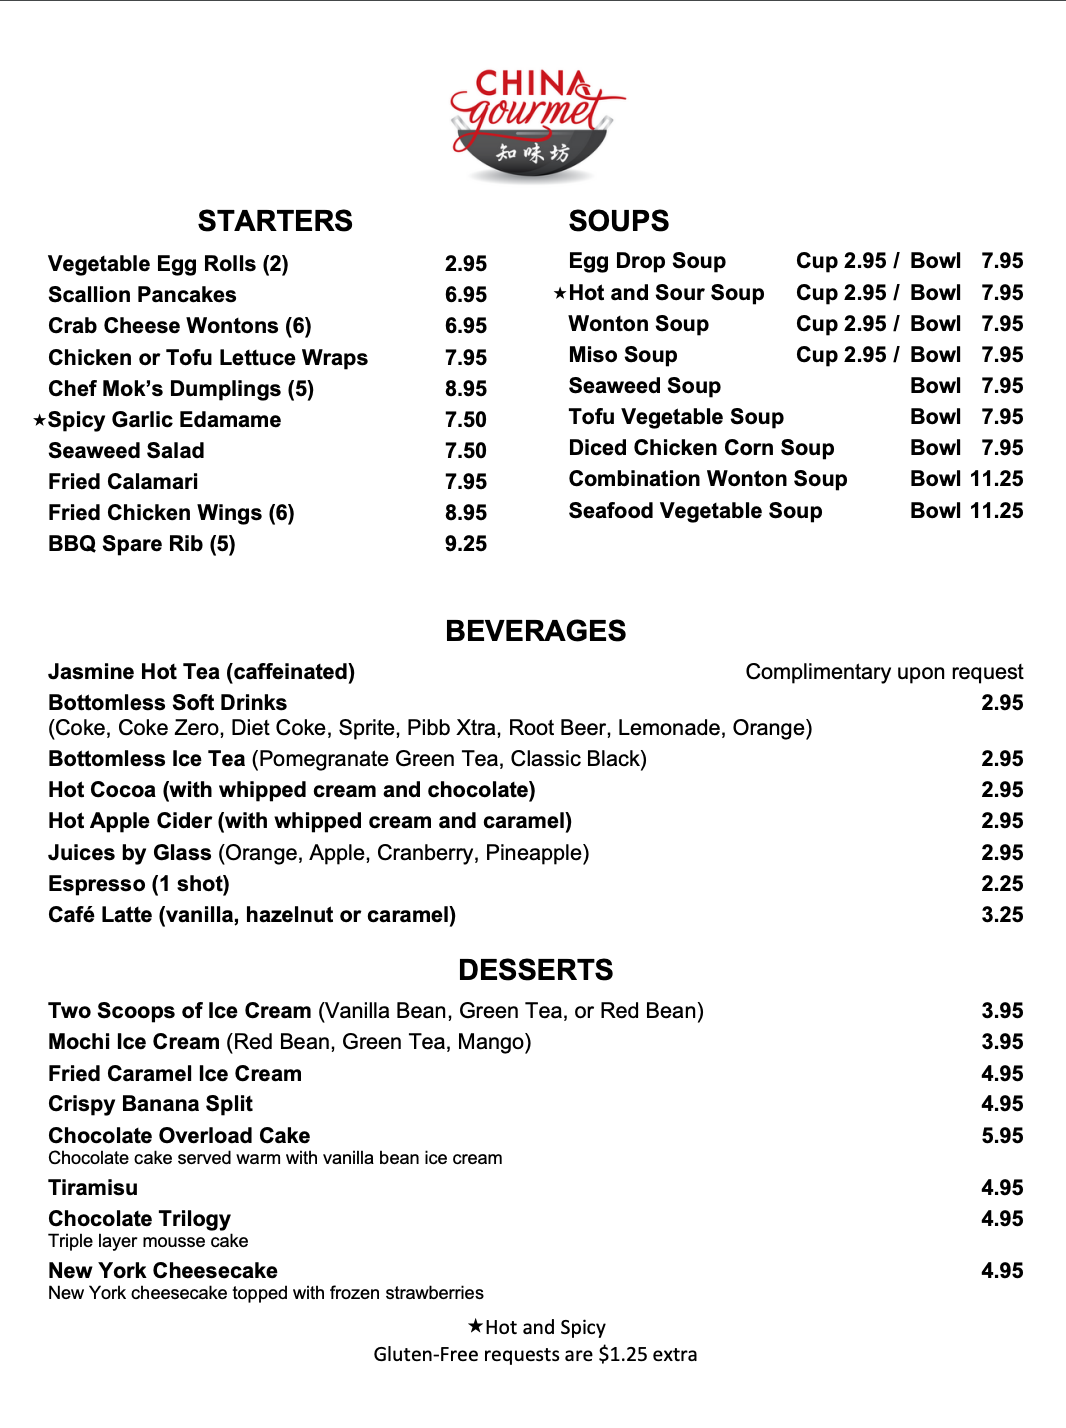 CHINA
gourmet
知味坊
STARTERS
Vegetable Egg Rolls (2) 2.95
Scallion Pancakes 6.95
Crab Cheese Wontons (6) 6.95
Chicken or Tofu Lettuce Wraps 7.95
Chef Mok’s Dumplings (5) 8.95
★Spicy Garlic Edamame 7.50
Seaweed Salad 7.50
Fried Calamari 7.95
Fried Chicken Wings (6) 8.95
BBQ Spare Rib (5) 9.25
SOUPS
Egg Drop Soup Cup 2.95 / Bowl 7.95
★Hot and Sour Soup Cup 2.95 / Bowl 7.95
Wonton Soup Cup 2.95 / Bowl 7.95
Miso Soup Cup 2.95 / Bowl 7.95
Seaweed Soup Bowl 7.95
Tofu Vegetable Soup Bowl 7.95
Diced Chicken Corn Soup Bowl 7.95
Combination Wonton Soup Bowl 11.25
Seafood Vegetable Soup Bowl 11.25
BEVERAGES
Jasmine Hot Tea (caffeinated) Complimentary upon request
Bottomless Soft Drinks 2.95
(Coke, Coke Zero, Diet Coke, Sprite, Pibb Xtra, Root Beer, Lemonade, Orange)
Bottomless Ice Tea (Pomegranate Green Tea, Classic Black) 2.95
Hot Cocoa (with whipped cream and chocolate) 2.95
Hot Apple Cider (with whipped cream and caramel) 2.95
Juices by Glass (Orange, Apple, Cranberry, Pineapple) 2.95
Espresso (1 shot) 2.25
Café Latte (vanilla, hazelnut or caramel) 3.25
DESSERTS
Two Scoops of Ice Cream (Vanilla Bean, Green Tea, or Red Bean) 3.95
Mochi Ice Cream (Red Bean, Green Tea, Mango) 3.95
Fried Caramel Ice Cream 4.95
Crispy Banana Split 4.95
Chocolate Overload Cake 5.95
Chocolate cake served warm with vanilla bean ice cream
Tiramisu 4.95
Chocolate Trilogy 4.95
Triple layer mousse cake
New York Cheesecake 4.95
New York cheesecake topped with frozen strawberries
★Hot and Spicy
Gluten-Free requests are $1.25 extra